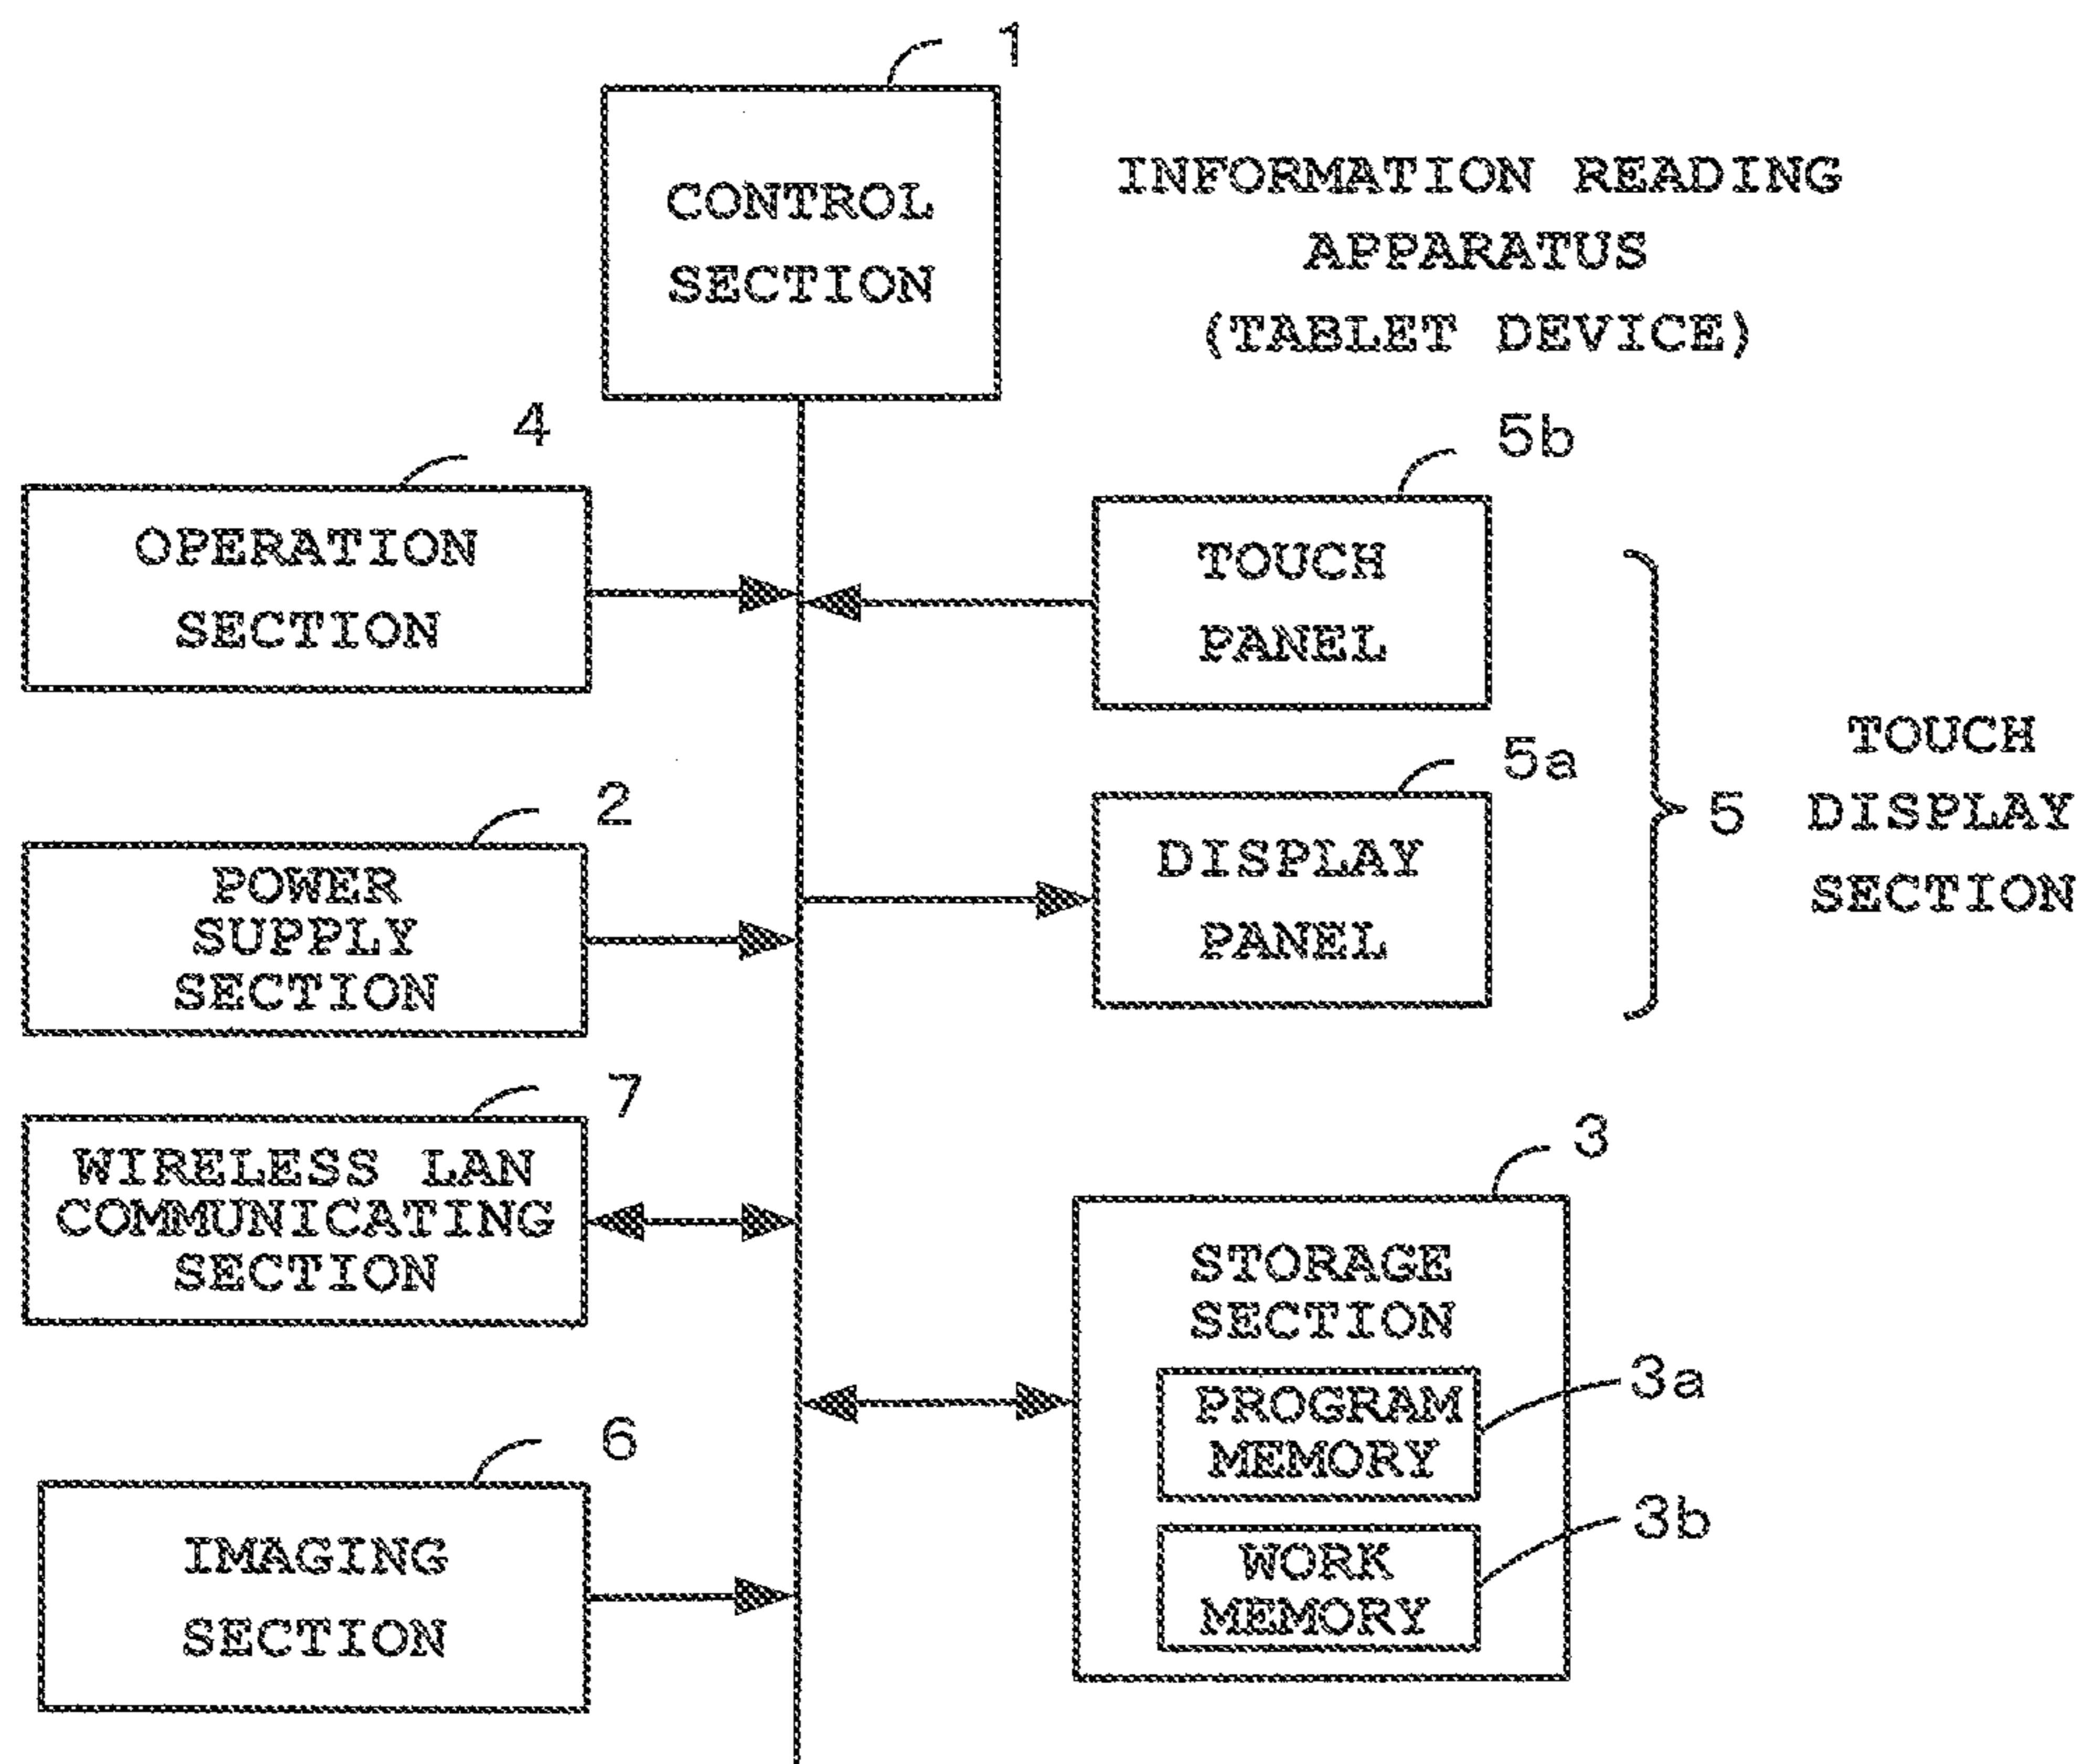 1
CONTROL
SECTION
INFORMATION READING
APPARATUS
(TABLET DEVICE)
4
OPERATION
SECTION
5b
TOUCH
PANEL
2
POWER
SUPPLY
SECTION
5a
DISPLAY
PANEL
5
TOUCH
DISPLAY
SECTION
7
WIRELESS LAN
COMMUNICATING
SECTION
3
STORAGE
SECTION
3a
PROGRAM
MEMORY
3b
WORK
MEMORY
6
IMAGING
SECTION